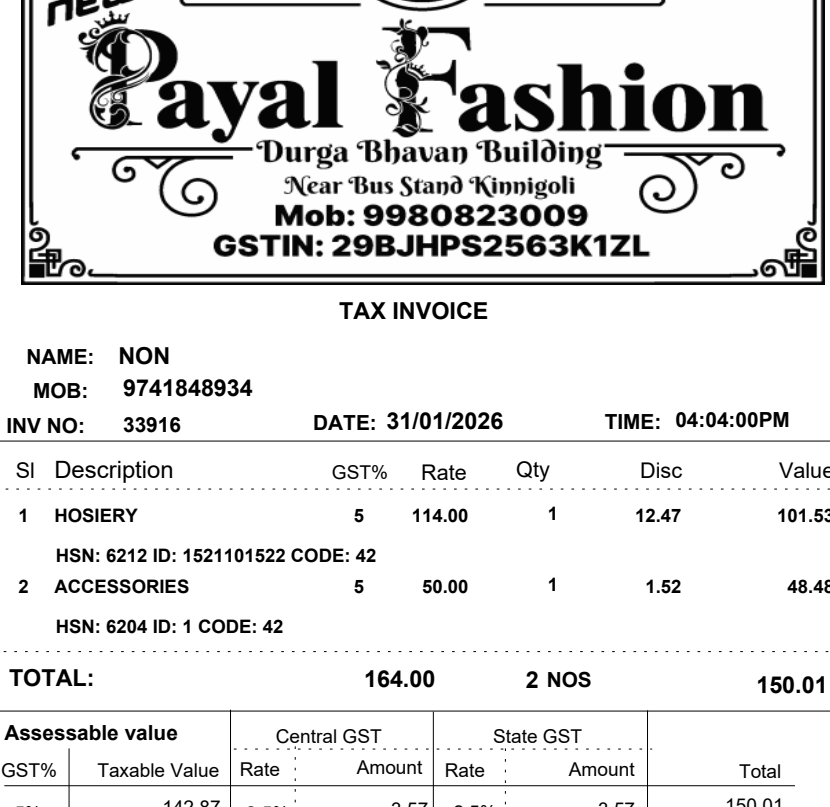 new
Payal Fashion
Durga Bhavan Building
Near Bus Stand Kinnigoli
Mob: 9980823009
GSTIN: 29BJHPS2563K1ZL
TAX INVOICE
NAME: NON
MOB: 9741848934
INV NO: 33916 DATE: 31/01/2026 TIME: 04:04:00PM
Sl Description GST% Rate Qty Disc Value
1 HOSIERY 5 114.00 1 12.47 101.53
HSN: 6212 ID: 1521101522 CODE: 42
2 ACCESSORIES 5 50.00 1 1.52 48.48
HSN: 6204 ID: 1 CODE: 42
TOTAL: 164.00 2 NOS 150.01
Assessable value Central GST State GST
GST% Taxable Value Rate Amount Rate Amount Total
142.87 3.57 3.57 150.01